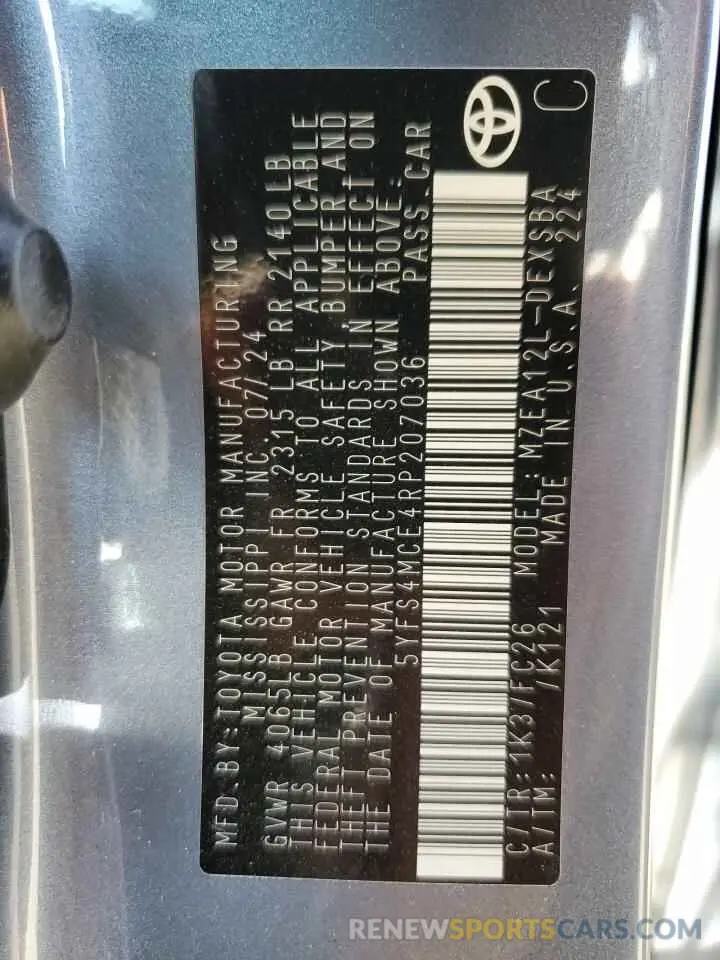 MFD.BY:TOYOTA MOTOR MANUFACTURING
MISSISSIPPI INC.07/24
GVWR 4065LB GAWR FR 2315 LB RR 2140LB
THIS VEHICLE CONFORMS TO ALL APPLICABLE
FEDERAL MOTOR VEHICLE SAFETY, BUMPER AND
THEFT PREVENTION STANDARDS IN EFFECT ON
THE DATE OF MANUFACTURE SHOWN ABOVE.
5YFS4MCE4RP207036 PASS.CAR
C/TR:1K37/FC26 MODEL:MZEA12L-DEXSBA
A/TM: /K121 MADE IN U.S.A. 224
C
RENEWSPORTSCARS.COM